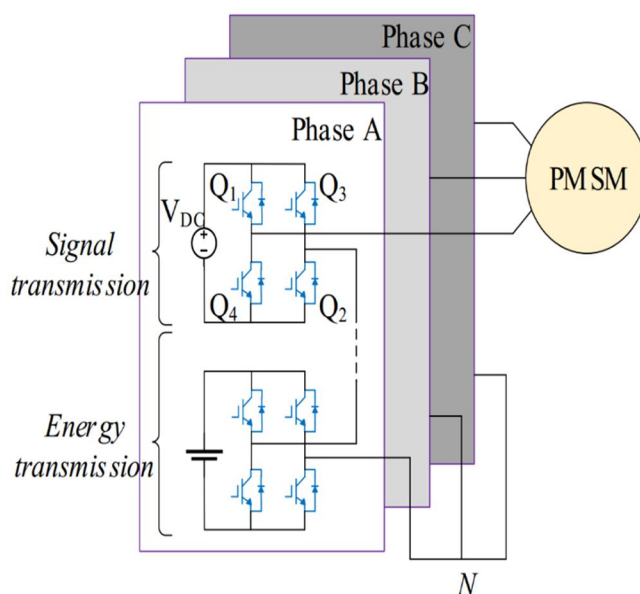 Phase C
Phase B
Phase A
PMSM
Q1
Q3
VDC
Signal
transmission
Q4
Q2
Energy
transmission
N